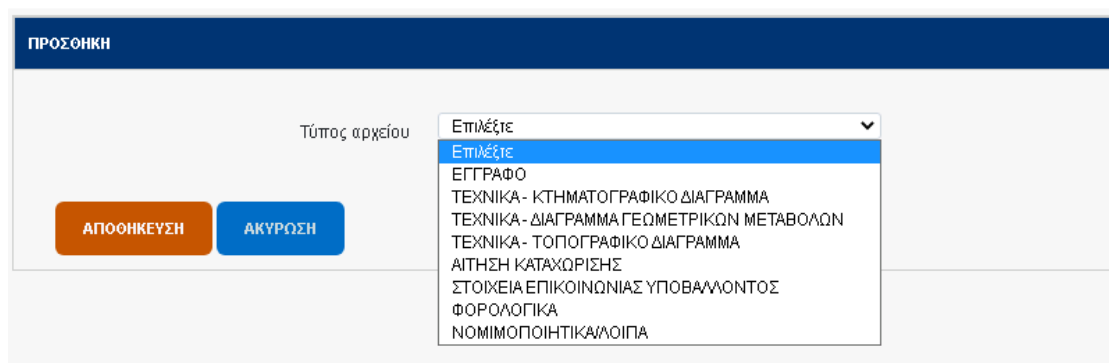 ΠΡΟΣΘΗΚΗ
Τύπος αρχείου
Επιλέξτε
Επιλέξτε
ΕΓΓΡΑΦΟ
ΤΕΧΝΙΚΑ - ΚΤΗΜΑΤΟΓΡΑΦΙΚΟ ΔΙΑΓΡΑΜΜΑ
ΤΕΧΝΙΚΑ - ΔΙΑΓΡΑΜΜΑ ΓΕΩΜΕΤΡΙΚΩΝ ΜΕΤΑΒΟΛΩΝ
ΤΕΧΝΙΚΑ - ΤΟΠΟΓΡΑΦΙΚΟ ΔΙΑΓΡΑΜΜΑ
ΑΙΤΗΣΗ ΚΑΤΑΧΩΡΙΣΗΣ
ΣΤΟΙΧΕΙΑ ΕΠΙΚΟΙΝΩΝΙΑΣ ΥΠΟΒΑΛΛΟΝΤΟΣ
ΦΟΡΟΛΟΓΙΚΑ
ΝΟΜΙΜΟΠΟΙΗΤΙΚΑ/ΛΟΙΠΑ
ΑΠΟΘΗΚΕΥΣΗ
ΑΚΥΡΩΣΗ